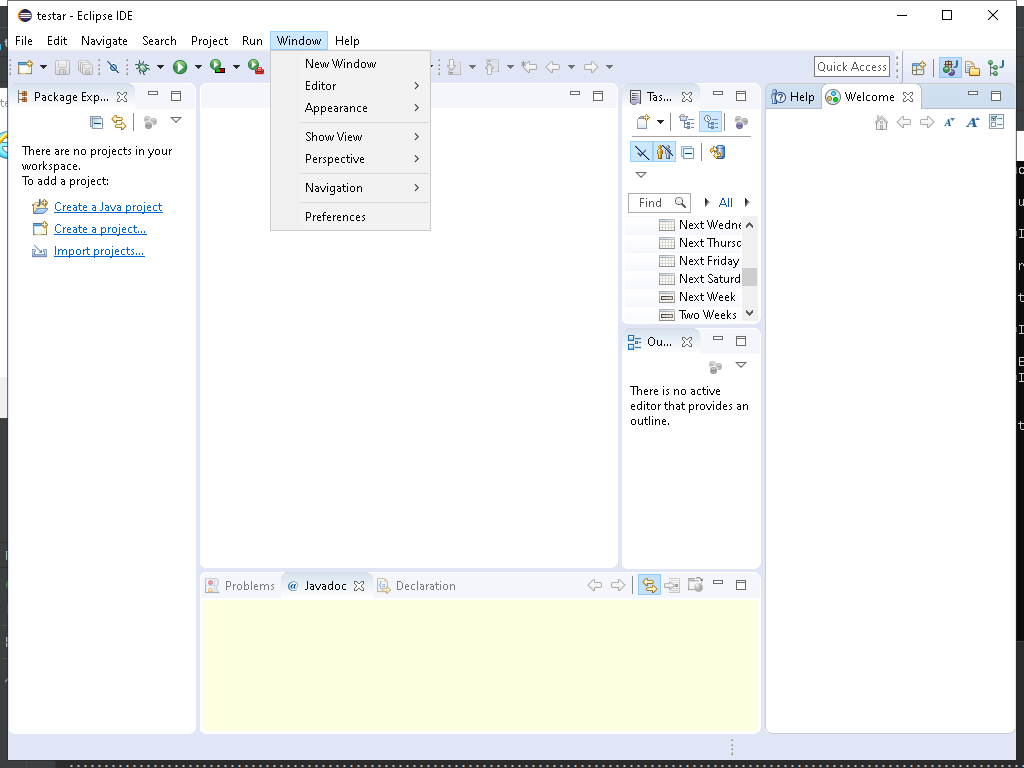 testar - Eclipse IDE
File Edit Navigate Search Project Run Window Help
Quick Access
New Window
Editor
Appearance
Show View
Perspective
Navigation
Preferences
Package Exp...
There are no projects in your
workspace.
To add a project:
Create a Java project
Create a project...
Import projects...
Tas...
Find
All
Next Wedne
Next Thursd
Next Friday
Next Saturd
Next Week
Two Weeks
Ou...
There is no active
editor that provides an
outline.
Help Welcome
Problems @ Javadoc Declaration